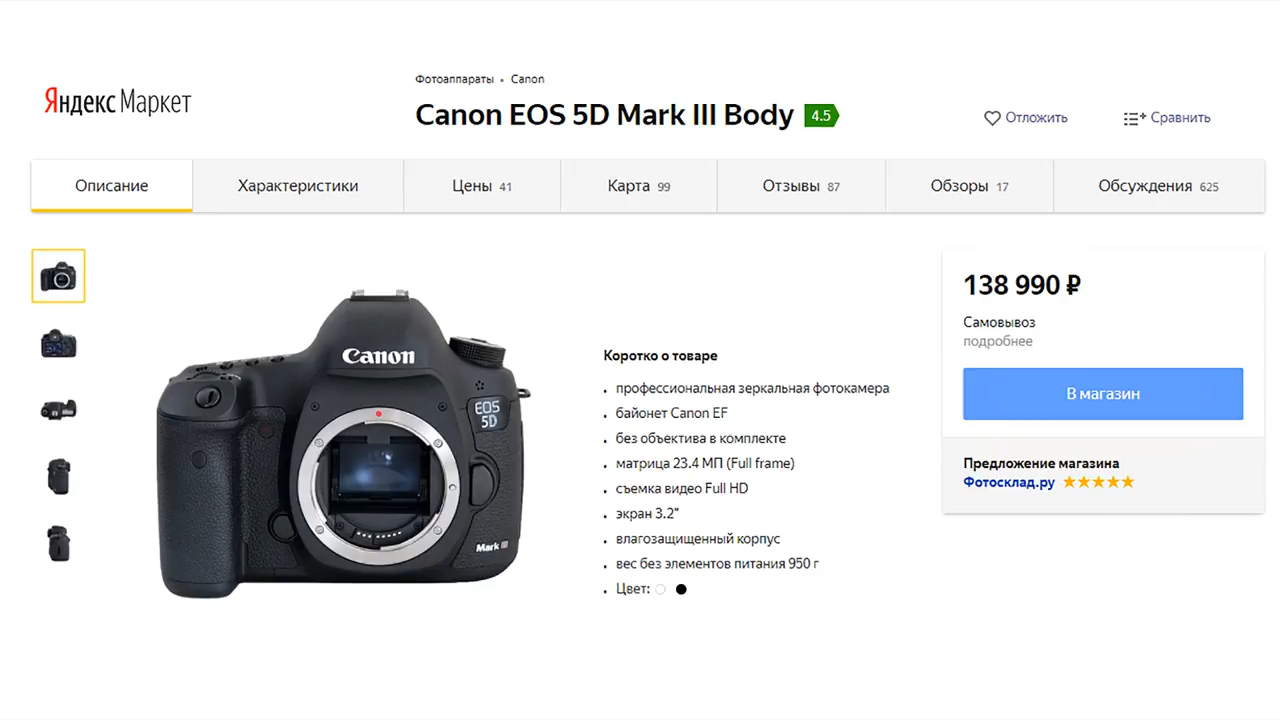 Фотоаппараты • Canon
Яндекс Маркет
Canon EOS 5D Mark III Body 4.5
Отложить
Сравнить
Описание
Характеристики
Цены 41
Карта 99
Отзывы 87
Обзоры 17
Обсуждения 625
Canon
EOS
5D
Mark III
Коротко о товаре
• профессиональная зеркальная фотокамера
• байонет Canon EF
• без объектива в комплекте
• матрица 23.4 МП (Full frame)
• съемка видео Full HD
• экран 3.2"
• влагозащищенный корпус
• вес без элементов питания 950 г
• Цвет:
138 990 ₽
Самовывоз
подробнее
В магазин
Предложение магазина
Фотосклад.ру ★★★★★